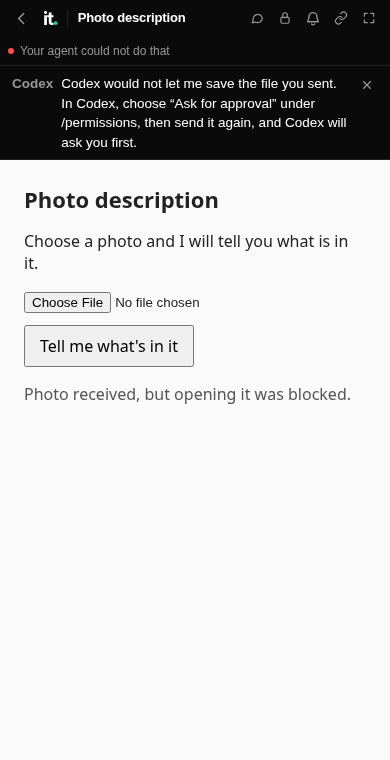 it.
Photo description
Your agent could not do that
Codex
Codex would not let me save the file you sent.
In Codex, choose “Ask for approval” under
/permissions, then send it again, and Codex will
ask you first.
Photo description
Choose a photo and I will tell you what is in
it.
Choose File No file chosen
Tell me what's in it
Photo received, but opening it was blocked.